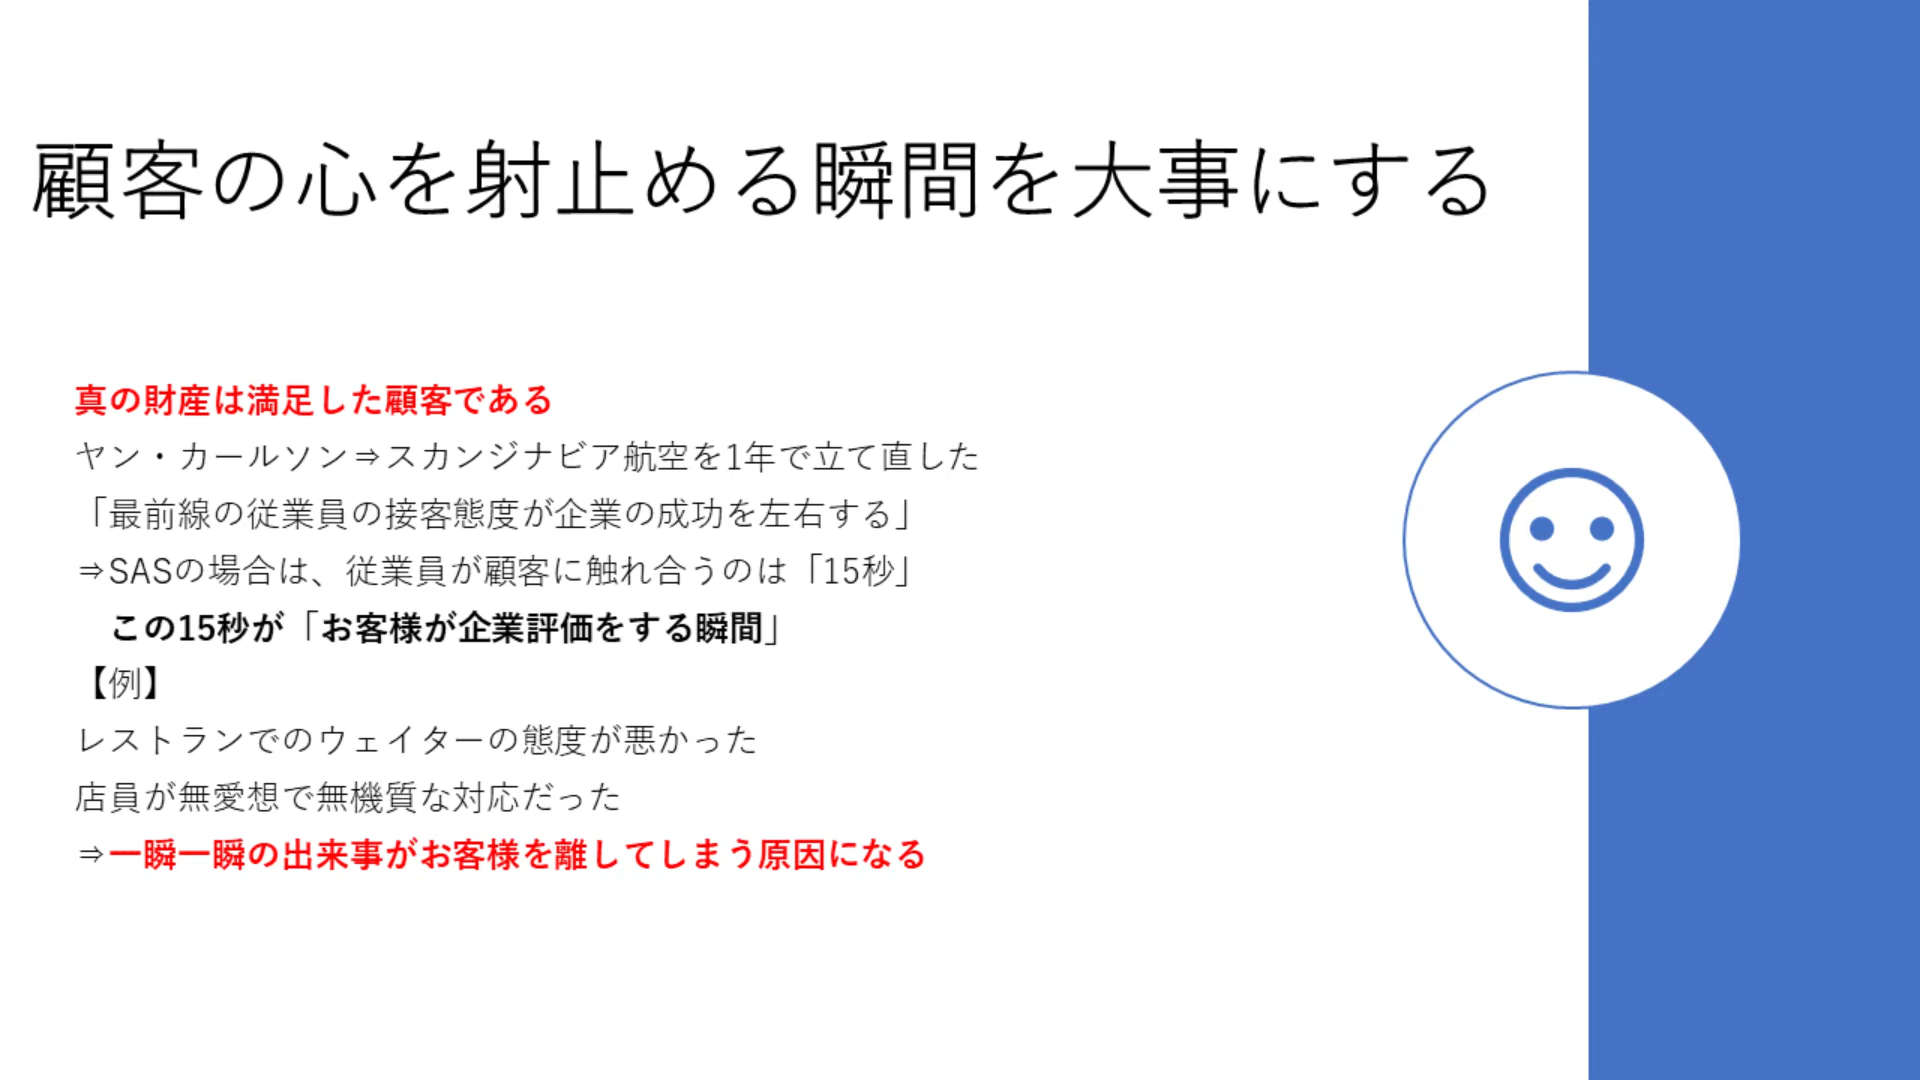 顧客の心を射止める瞬間を大事にする
真の財産は満足した顧客である
ヤン・カールソン⇒スカンジナビア航空を1年で立て直した
「最前線の従業員の接客態度が企業の成功を左右する」
⇒SASの場合は、従業員が顧客に触れ合うのは「15秒」
この15秒が「お客様が企業評価をする瞬間」
【例】
レストランでのウェイターの態度が悪かった
店員が無愛想で無機質な対応だった
⇒一瞬一瞬の出来事がお客様を離してしまう原因になる